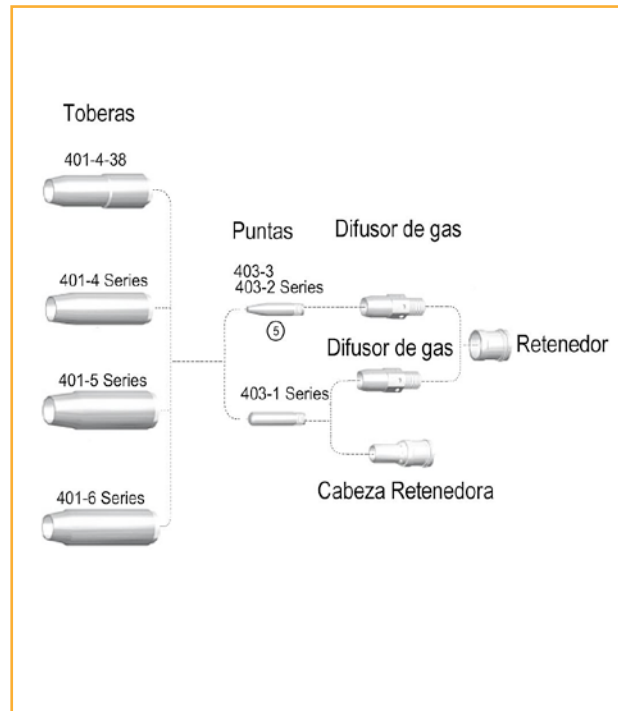 Toberas
401-4-38
401-4 Series
401-5 Series
401-6 Series
Puntas
403-3
403-2 Series
5
403-1 Series
Difusor de gas
Difusor de gas
Retenedor
Cabeza Retenedora